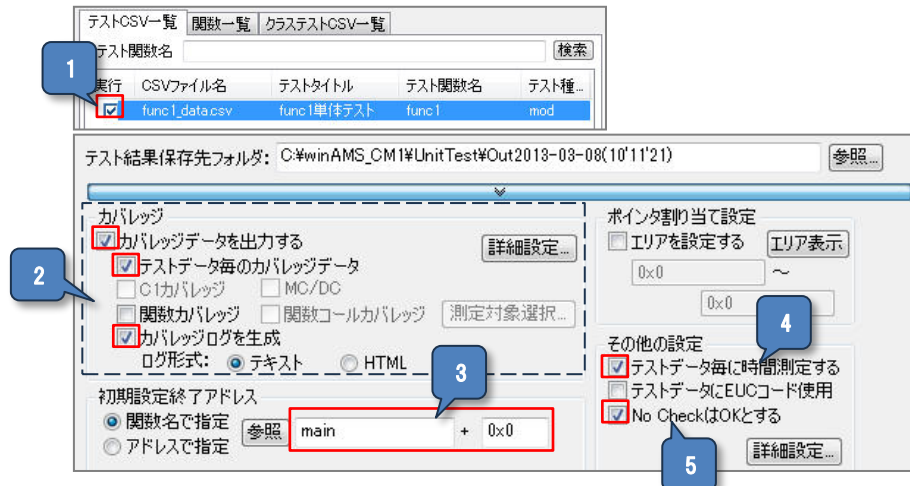 テストCSV一覧 関数一覧 クラステストCSV一覧
テスト関数名 検索
1
実行 CSVファイル名 テストタイトル テスト関数名 テスト種...
func1_data.csv func1単体テスト func1 mod
テスト結果保存先フォルダ: C:¥winAMS_CM1¥UnitTest¥Out2013-03-08(10'11'21) 参照...
カバレッジ ポインタ割り当て設定
カバレッジデータを出力する 詳細設定... エリアを設定する エリア表示
2
テストデータ毎のカバレッジデータ 0x0 ～
C1カバレッジ MC/DC 0x0
関数カバレッジ 関数コールカバレッジ 測定対象選択...
4
カバレッジログを生成 その他の設定
ログ形式: テキスト HTML テストデータ毎に時間測定する
3
テストデータにEUCコード使用
初期設定終了アドレス No CheckはOKとする
関数名で指定 参照 main + 0x0
アドレスで指定 詳細設定...
5